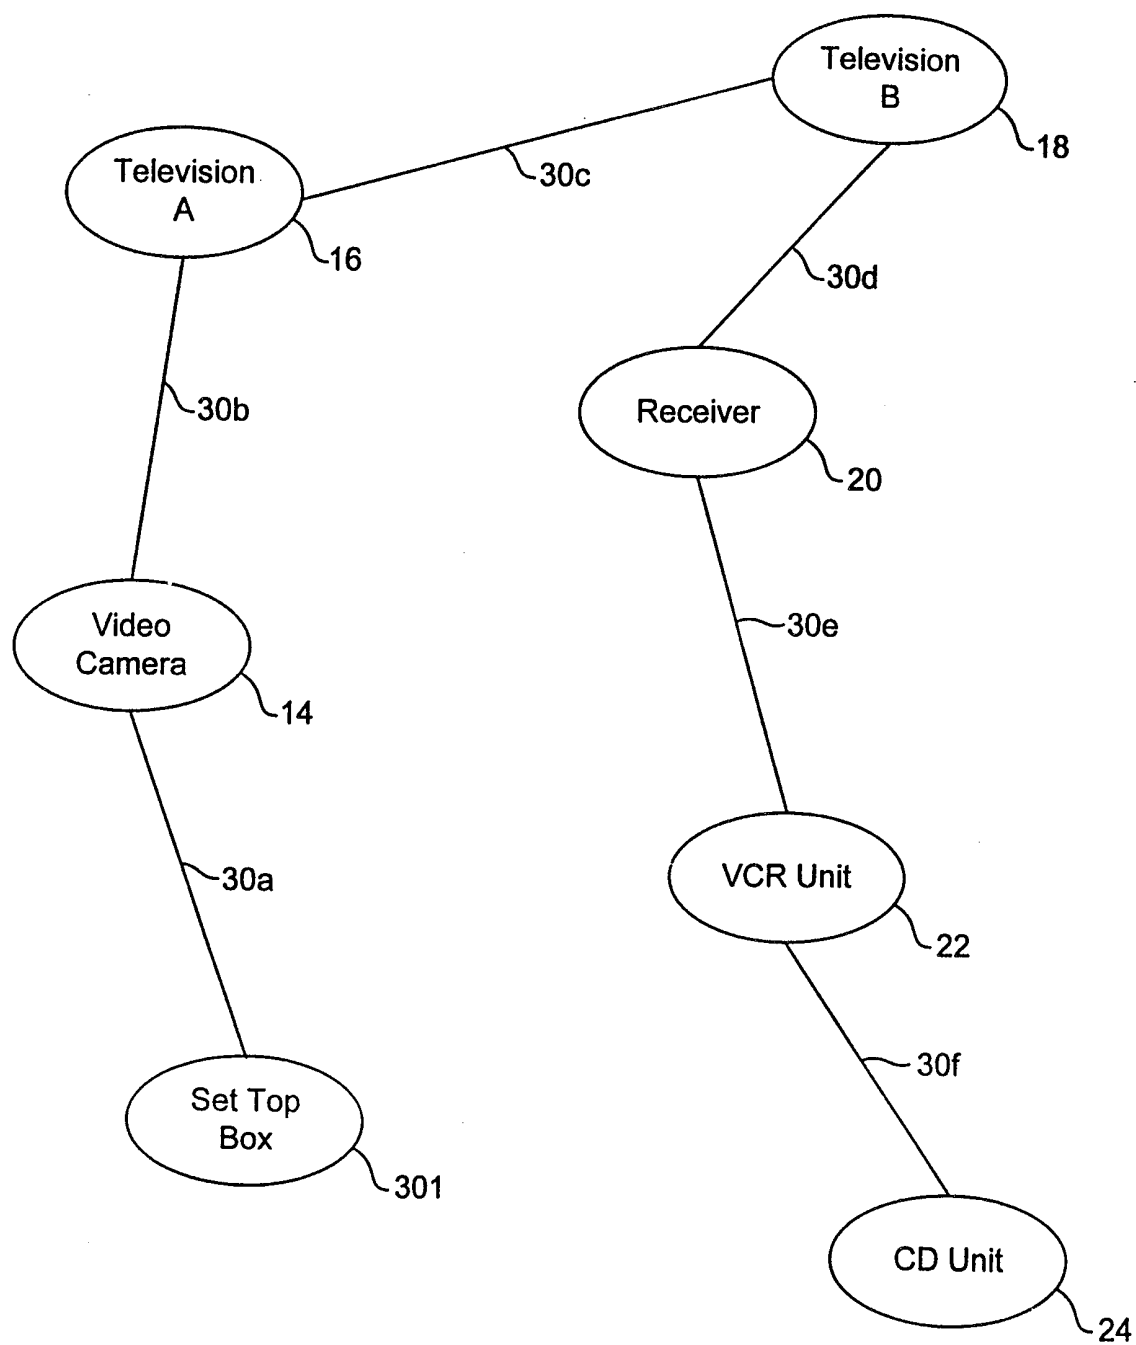 Television
B
18
30c
Television
A
16
30d
30b
Receiver
20
30e
Video
Camera
14
30a
VCR Unit
22
30f
Set Top
Box
301
CD Unit
24